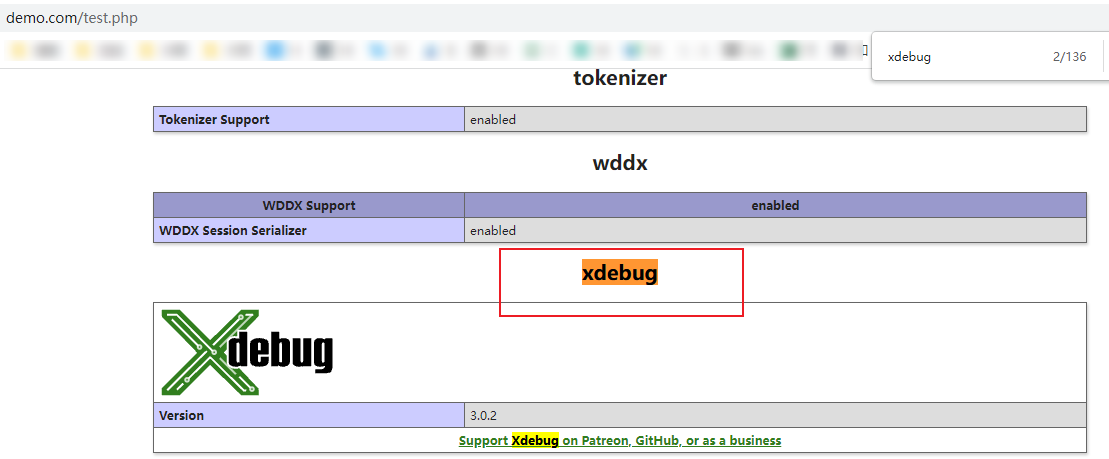 demo.com/test.php
xdebug 2/136
tokenizer
Tokenizer Support enabled
wddx
WDDX Support enabled
WDDX Session Serializer enabled
xdebug
Xdebug
Version 3.0.2
Support Xdebug on Patreon, GitHub, or as a business